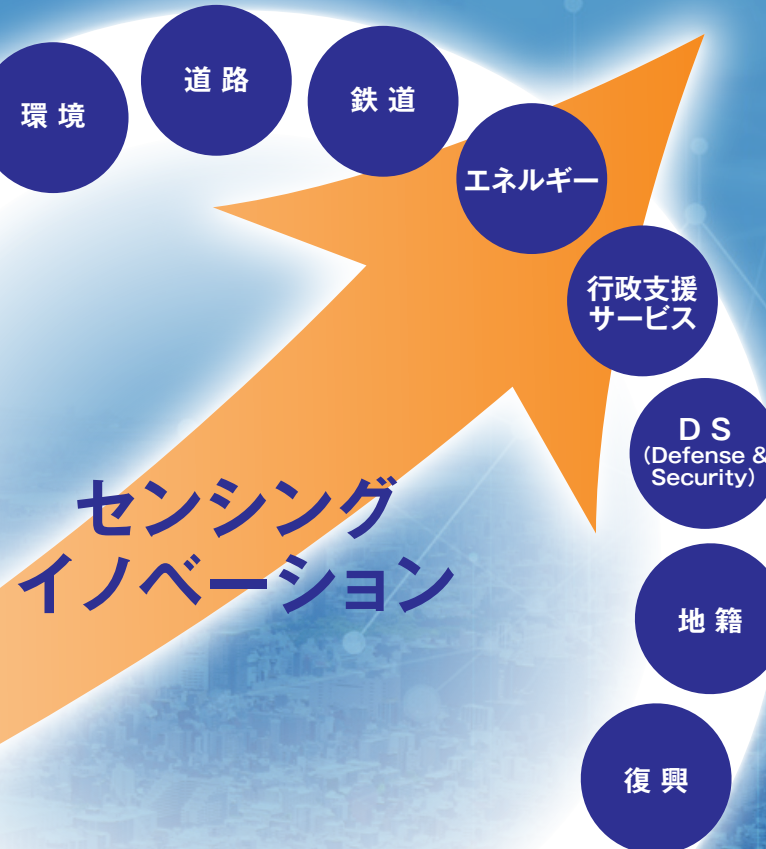 環 境
道 路
鉄 道
エネルギー
行政支援
サービス
D S
（Defense &
Security）
地 籍
復 興
センシング
イノベーション